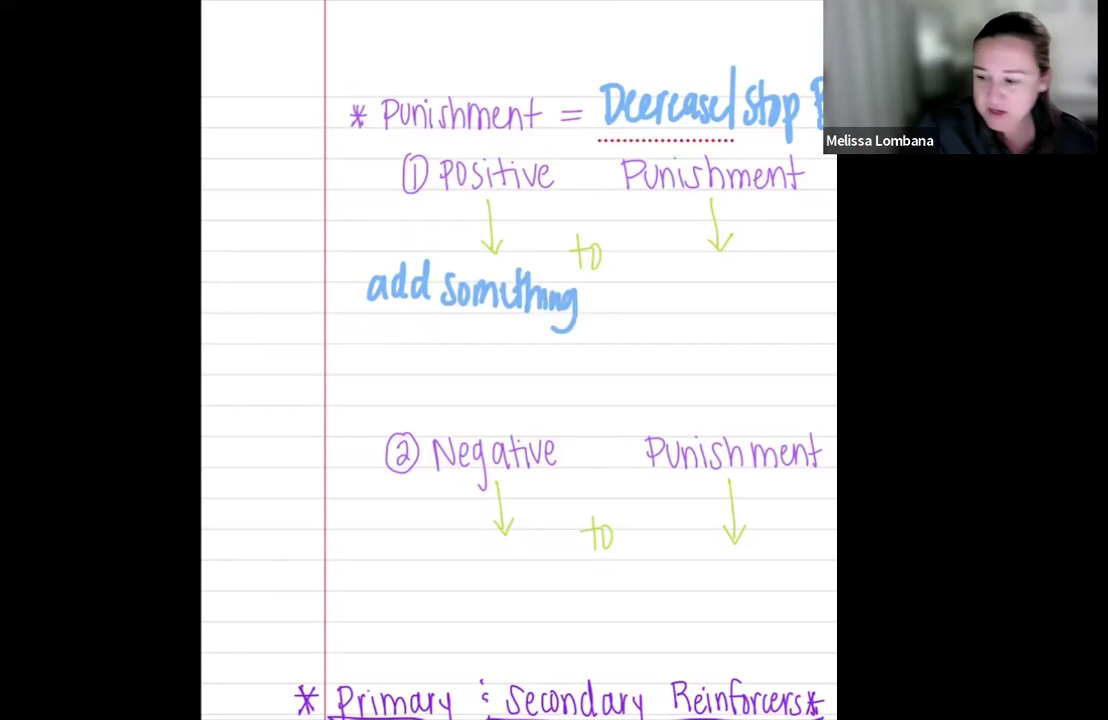 * Punishment = Decrease/Stop
Melissa Lombana
① Positive Punishment
to
add something
② Negative Punishment
to
* Primary & Secondary Reinforcers*